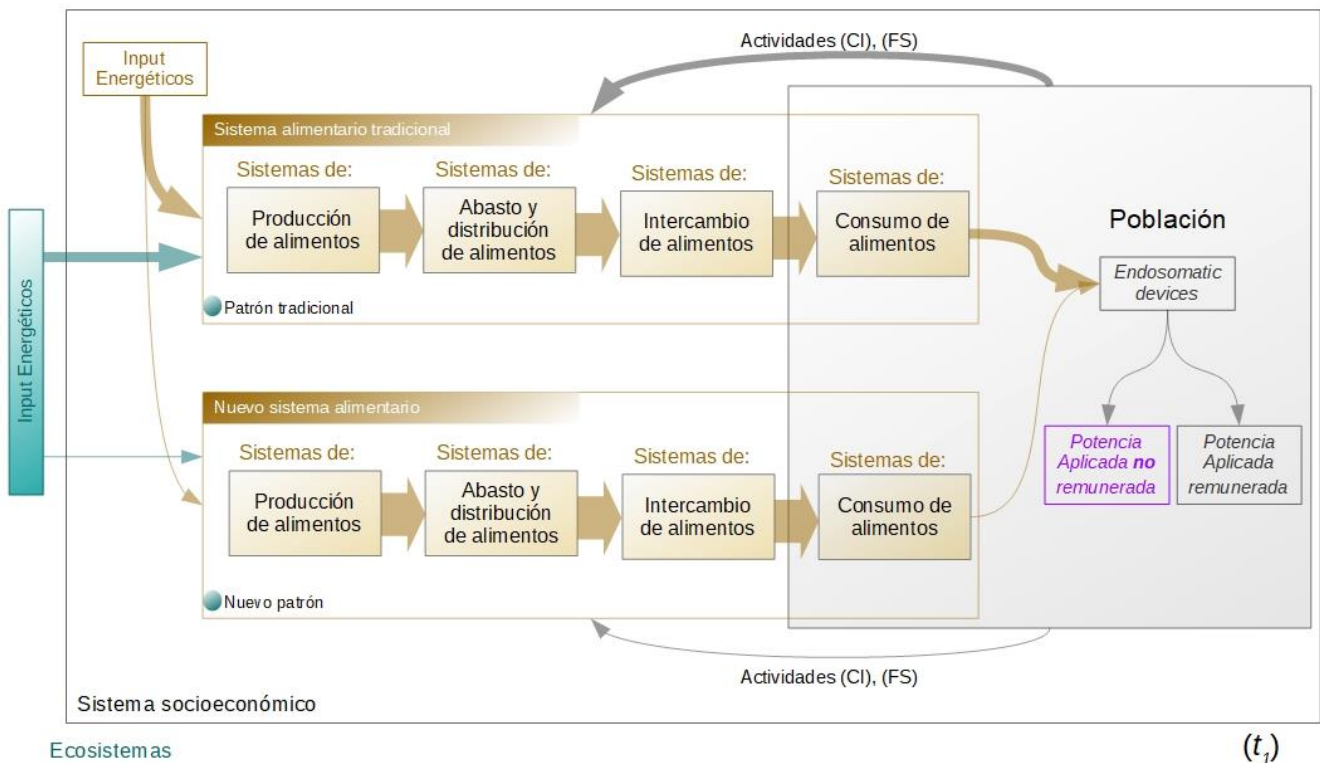 Actividades (CI), (FS)
Input
Energéticos
Sistema alimentario tradicional
Sistemas de:
Producción
de alimentos
Sistemas de:
Abasto y
distribución
de alimentos
Sistemas de:
Intercambio
de alimentos
Sistemas de:
Consumo de
alimentos
Patrón tradicional
Población
Endosomatic
devices
Potencia
Aplicada no
remunerada
Potencia
Aplicada
remunerada
Input Energéticos
Nuevo sistema alimentario
Sistemas de:
Producción
de alimentos
Sistemas de:
Abasto y
distribución
de alimentos
Sistemas de:
Intercambio
de alimentos
Sistemas de:
Consumo de
alimentos
Nuevo patrón
Actividades (CI), (FS)
Sistema socioeconómico
Ecosistemas
(t₁)